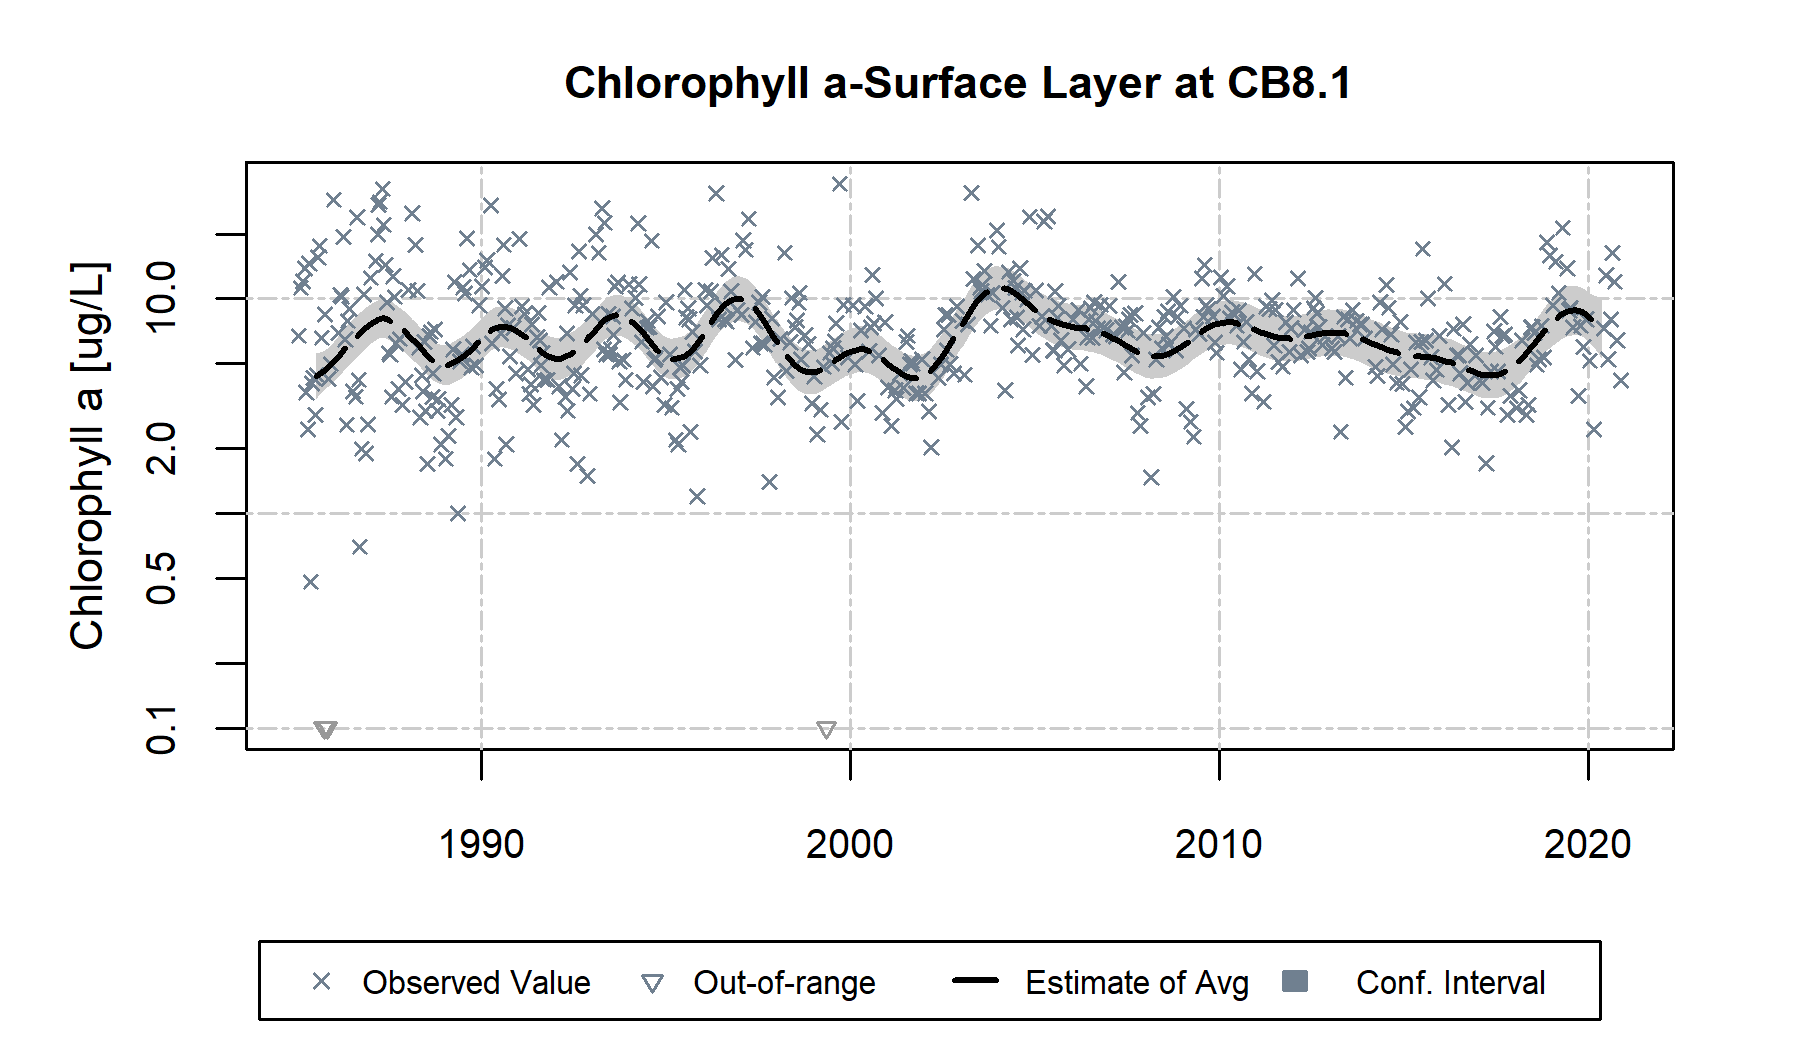 Chlorophyll a-Surface Layer at CB8.1
Chlorophyll a [ug/L]
10.0
2.0
0.5
0.1
1990 2000 2010 2020
Observed Value Out-of-range Estimate of Avg Conf. Interval